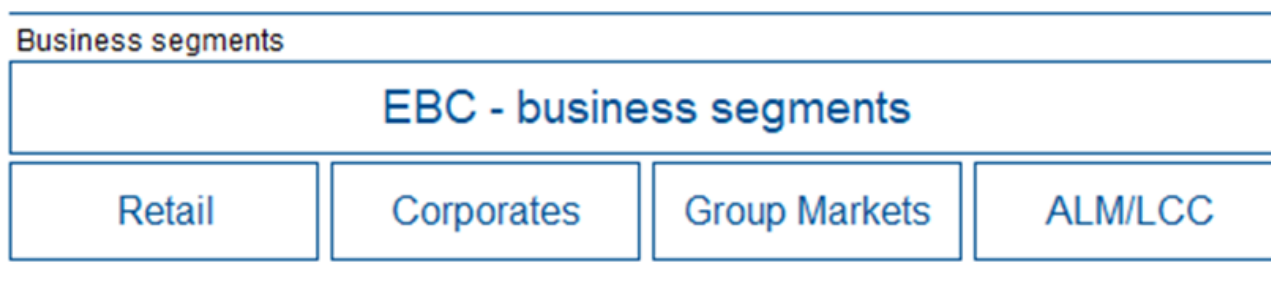 Business segments
EBC - business segments
Retail Corporates Group Markets ALM/LCC